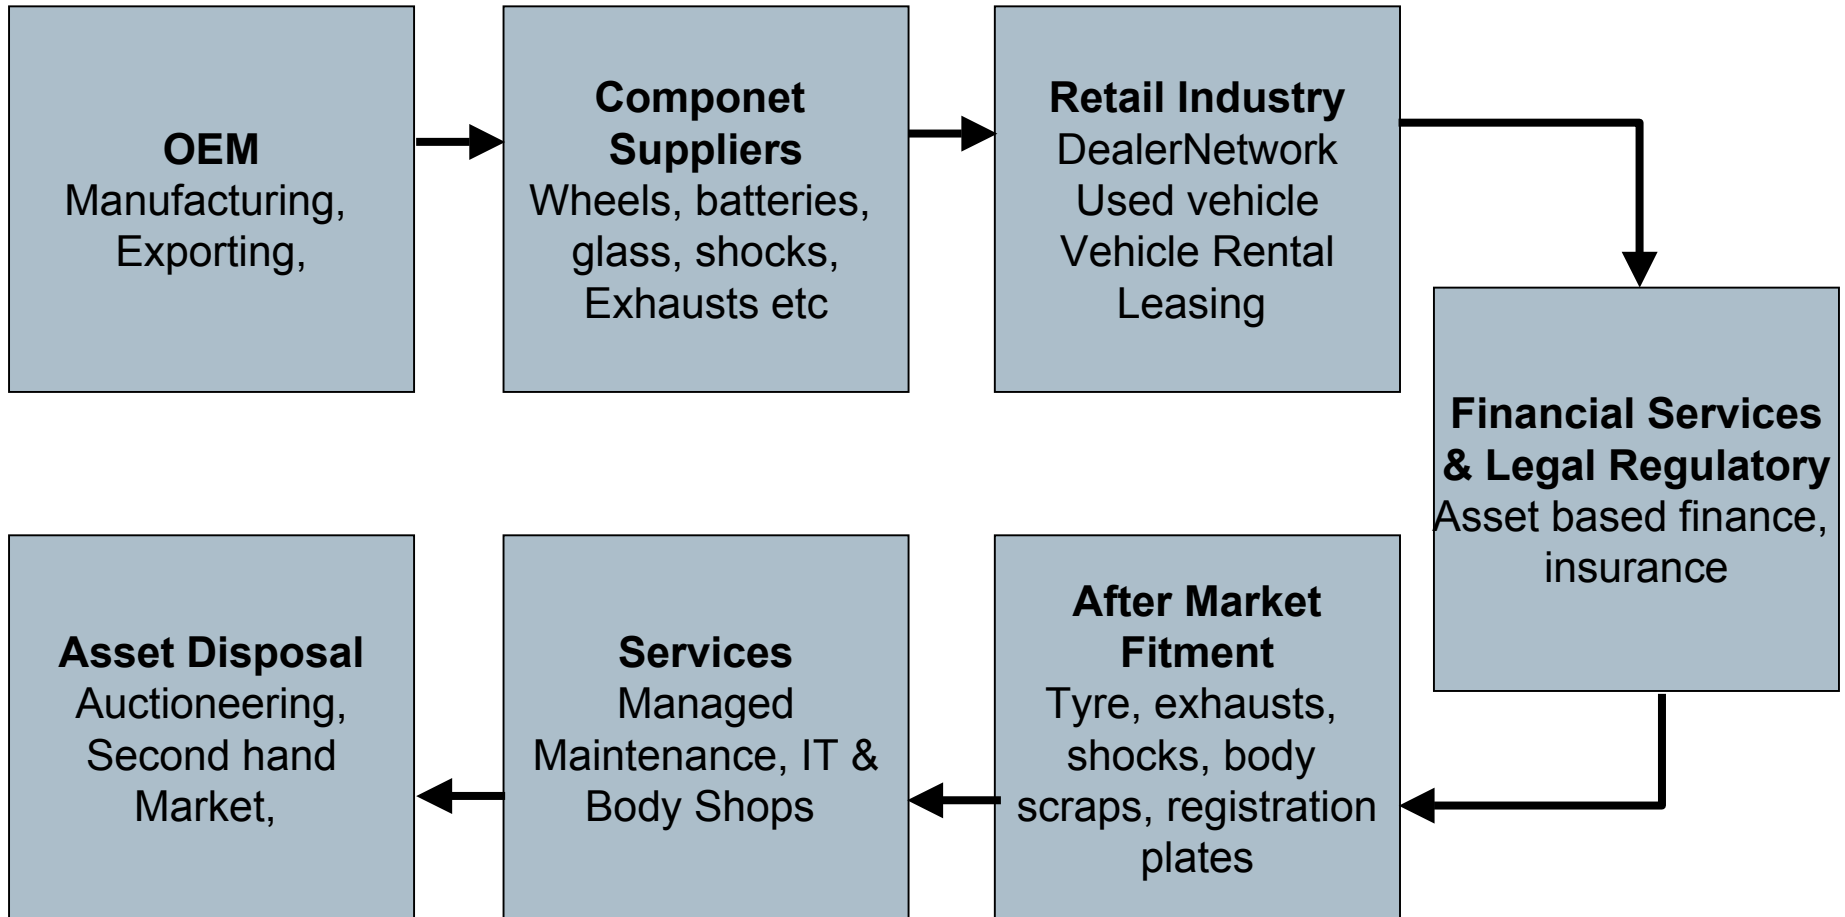 OEM
Manufacturing,
Exporting,
Componet
Suppliers
Wheels, batteries,
glass, shocks,
Exhausts etc
Retail Industry
DealerNetwork
Used vehicle
Vehicle Rental
Leasing
Financial Services
& Legal Regulatory
Asset based finance,
insurance
After Market
Fitment
Tyre, exhausts,
shocks, body
scraps, registration
plates
Services
Managed
Maintenance, IT &
Body Shops
Asset Disposal
Auctioneering,
Second hand
Market,